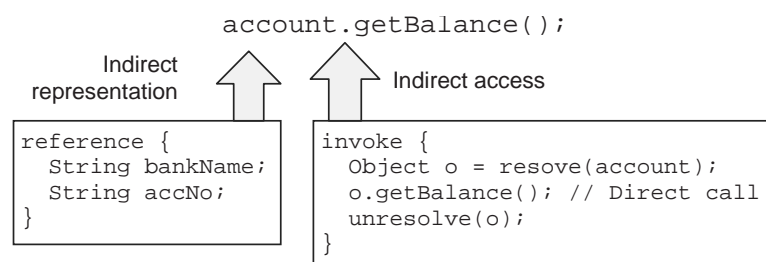 account.getBalance();
Indirect
representation
Indirect access
reference {
String bankName;
String accNo;
}
invoke {
Object o = resove(account);
o.getBalance(); // Direct call
unresolve(o);
}